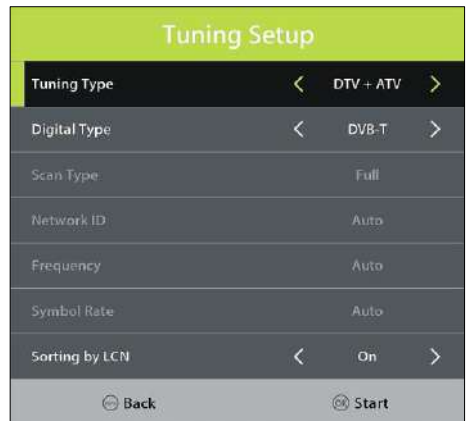 Tuning Setup
Tuning Type < DTV + ATV >
Digital Type < DVB-T >
Scan Type Full
Network ID Auto
Frequency Auto
Symbol Rate Auto
Sorting by LCN < On >
Back OK Start